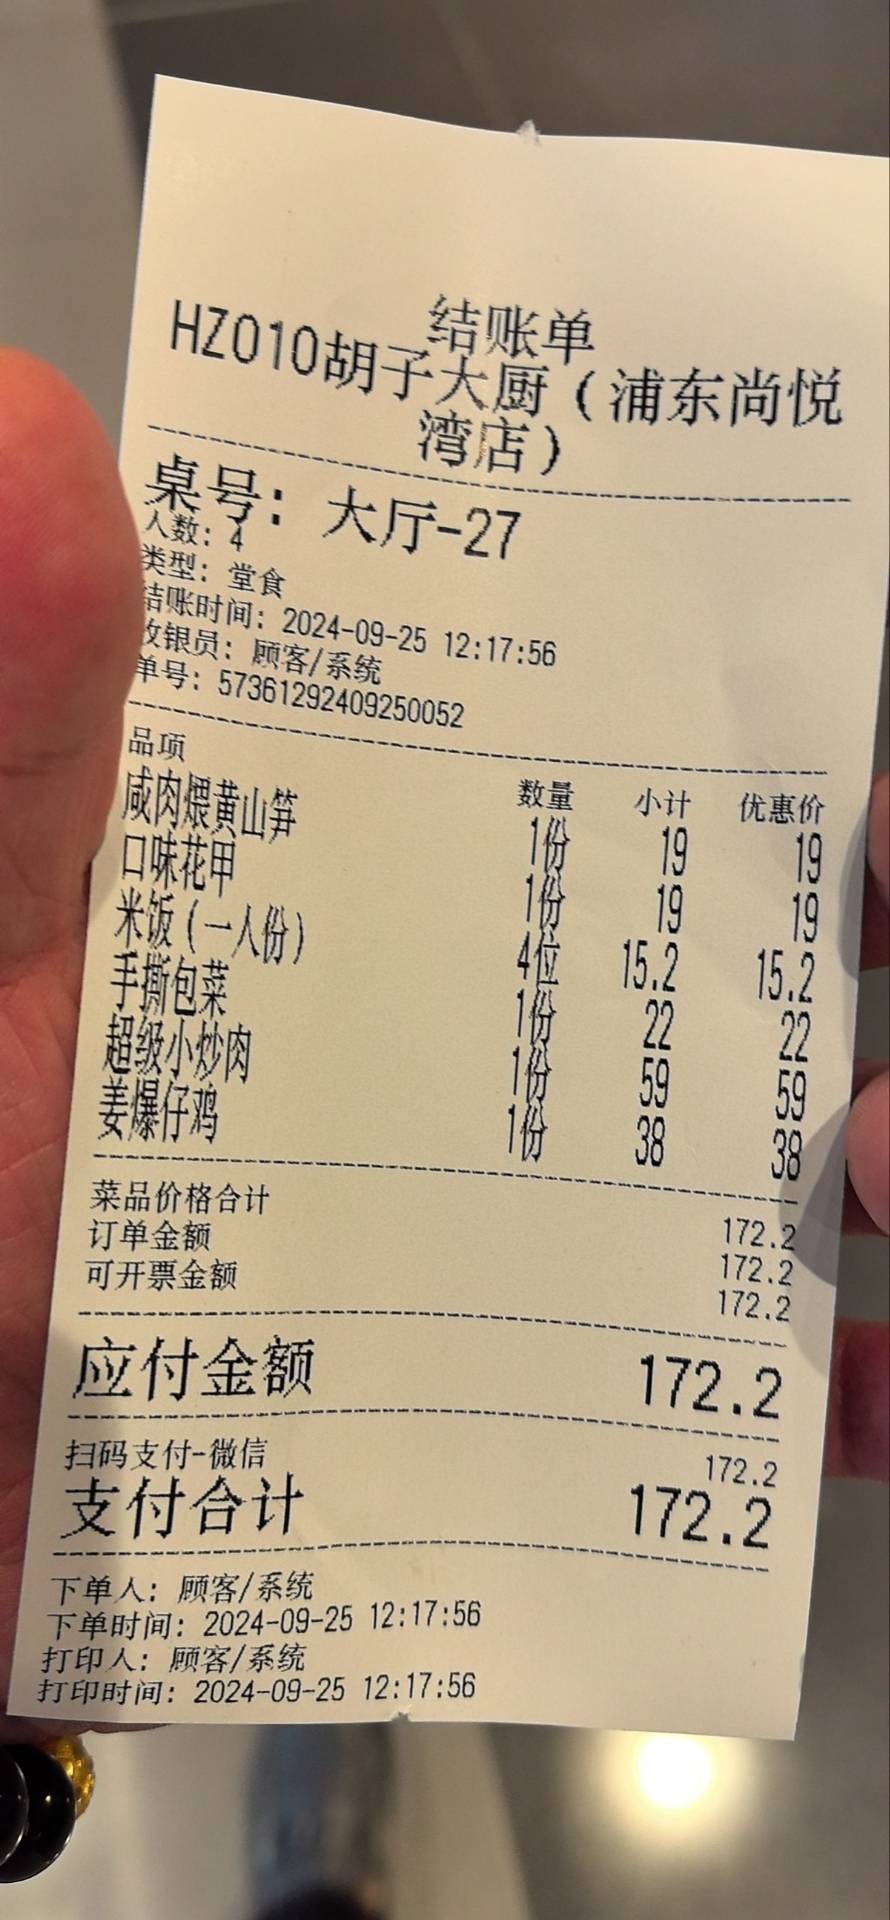 结账单
HZ010胡子大厨（浦东尚悦
湾店）
桌号：大厅-27
人数：4
类型：堂食
结账时间：2024-09-25 12:17:56
收银员：顾客/系统
单号：573612924092500​52
品项 数量 小计 优惠价
咸肉煨黄山笋 1份 19 19
口味花甲 1份 19 19
米饭（一人份） 4位 15.2 15.2
手撕包菜 1份 22 22
超级小炒肉 1份 59 59
姜爆仔鸡 1份 38 38
菜品价格合计 172.2
订单金额 172.2
可开票金额 172.2
应付金额 172.2
扫码支付-微信 172.2
支付合计 172.2
下单人：顾客/系统
下单时间：2024-09-25 12:17:56
打印人：顾客/系统
打印时间：2024-09-25 12:17:56